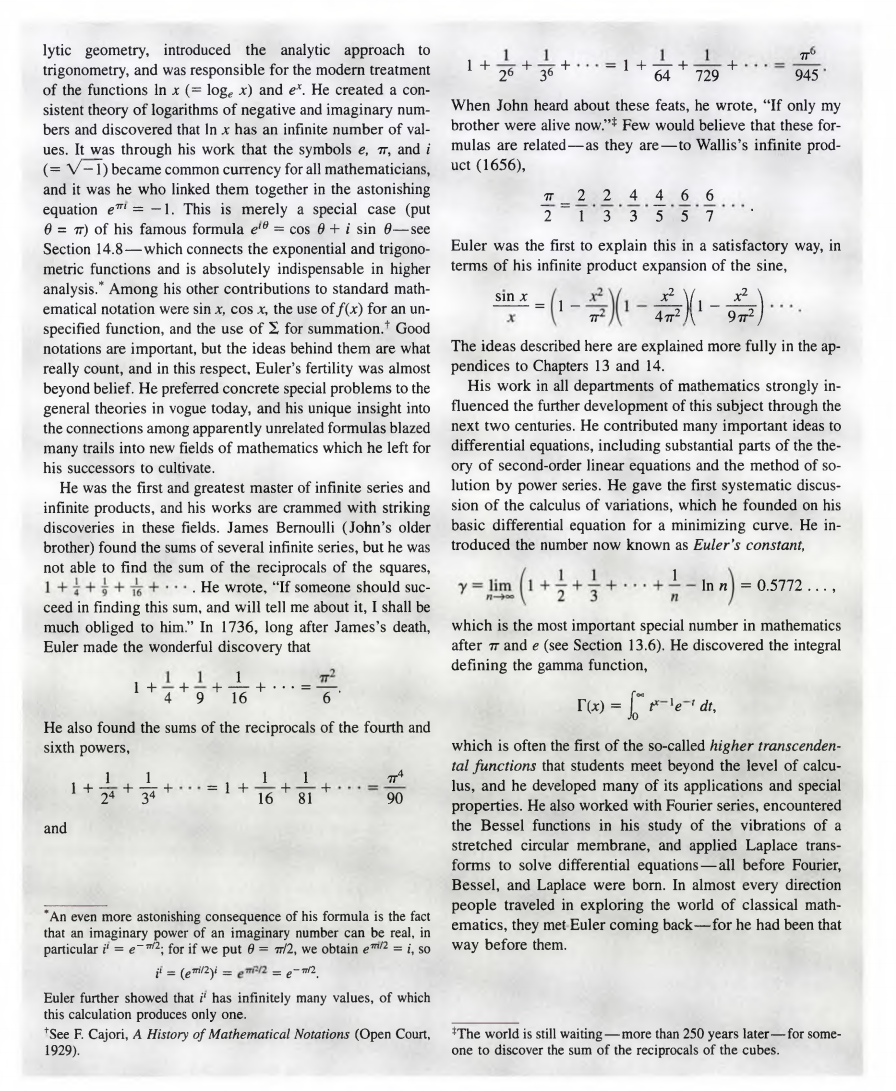 lytic geometry, introduced the analytic approach to
trigonometry, and was responsible for the modern treatment
of the functions ln x (= logₑ x) and eˣ. He created a con-
sistent theory of logarithms of negative and imaginary num-
bers and discovered that ln x has an infinite number of val-
ues. It was through his work that the symbols e, π, and i
(= √−1) became common currency for all mathematicians,
and it was he who linked them together in the astonishing
equation e^{πi} = −1. This is merely a special case (put
θ = π) of his famous formula e^{iθ} = cos θ + i sin θ—see
Section 14.8—which connects the exponential and trigono-
metric functions and is absolutely indispensable in higher
analysis.* Among his other contributions to standard math-
ematical notation were sin x, cos x, the use of f(x) for an un-
specified function, and the use of Σ for summation.† Good
notations are important, but the ideas behind them are what
really count, and in this respect, Euler's fertility was almost
beyond belief. He preferred concrete special problems to the
general theories in vogue today, and his unique insight into
the connections among apparently unrelated formulas blazed
many trails into new fields of mathematics which he left for
his successors to cultivate.
He was the first and greatest master of infinite series and
infinite products, and his works are crammed with striking
discoveries in these fields. James Bernoulli (John's older
brother) found the sums of several infinite series, but he was
not able to find the sum of the reciprocals of the squares,
1 + 1/4 + 1/9 + 1/16 + · · · . He wrote, "If someone should suc-
ceed in finding this sum, and will tell me about it, I shall be
much obliged to him." In 1736, long after James's death,
Euler made the wonderful discovery that
1 + 1/4 + 1/9 + 1/16 + · · · = π²/6.
He also found the sums of the reciprocals of the fourth and
sixth powers,
1 + 1/2⁴ + 1/3⁴ + · · · = 1 + 1/16 + 1/81 + · · · = π⁴/90
and
*An even more astonishing consequence of his formula is the fact
that an imaginary power of an imaginary number can be real, in
particular i^i = e^{−π/2}; for if we put θ = π/2, we obtain e^{πi/2} = i, so
i^i = (e^{πi/2})^i = e^{πi²/2} = e^{−π/2}.
Euler further showed that i^i has infinitely many values, of which
this calculation produces only one.
†See F. Cajori, A History of Mathematical Notations (Open Court,
1929).
1 + 1/2⁶ + 1/3⁶ + · · · = 1 + 1/64 + 1/729 + · · · = π⁶/945.
When John heard about these feats, he wrote, "If only my
brother were alive now."‡ Few would believe that these for-
mulas are related—as they are—to Wallis's infinite prod-
uct (1656),
π/2 = 2/1 · 2/3 · 4/3 · 4/5 · 6/5 · 6/7 · · · .
Euler was the first to explain this in a satisfactory way, in
terms of his infinite product expansion of the sine,
sin x/x = (1 − x²/π²)(1 − x²/4π²)(1 − x²/9π²) · · · .
The ideas described here are explained more fully in the ap-
pendices to Chapters 13 and 14.
His work in all departments of mathematics strongly in-
fluenced the further development of this subject through the
next two centuries. He contributed many important ideas to
differential equations, including substantial parts of the the-
ory of second-order linear equations and the method of so-
lution by power series. He gave the first systematic discus-
sion of the calculus of variations, which he founded on his
basic differential equation for a minimizing curve. He in-
troduced the number now known as Euler's constant,
γ = lim_{n→∞} (1 + 1/2 + 1/3 + · · · + 1/n − ln n) = 0.5772 . . . ,
which is the most important special number in mathematics
after π and e (see Section 13.6). He discovered the integral
defining the gamma function,
Γ(x) = ∫₀^∞ t^{x−1}e^{−t} dt,
which is often the first of the so-called higher transcenden-
tal functions that students meet beyond the level of calcu-
lus, and he developed many of its applications and special
properties. He also worked with Fourier series, encountered
the Bessel functions in his study of the vibrations of a
stretched circular membrane, and applied Laplace trans-
forms to solve differential equations—all before Fourier,
Bessel, and Laplace were born. In almost every direction
people traveled in exploring the world of classical math-
ematics, they met Euler coming back—for he had been that
way before them.
‡The world is still waiting—more than 250 years later—for some-
one to discover the sum of the reciprocals of the cubes.